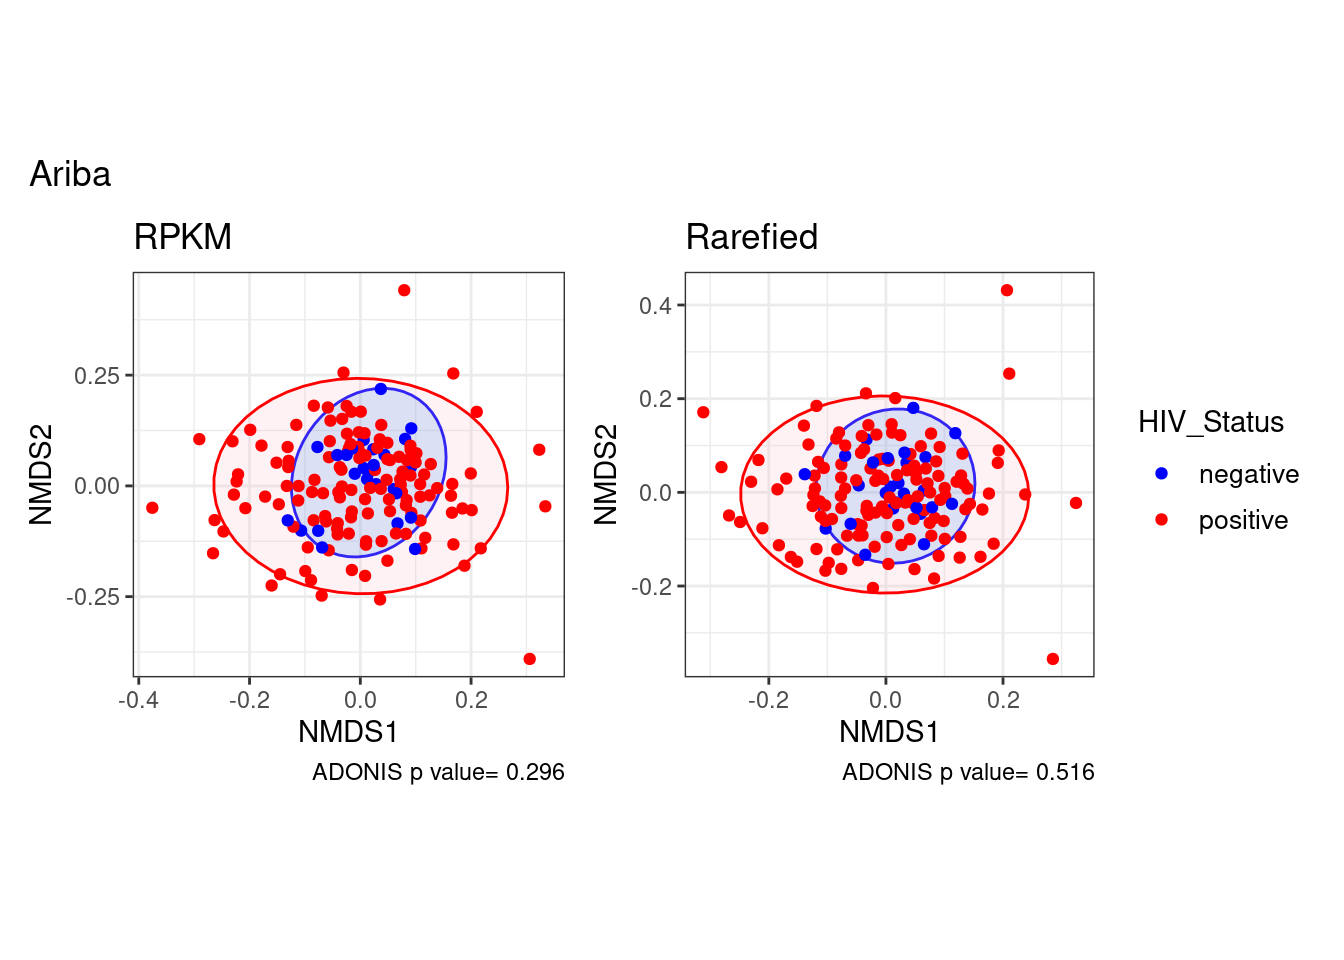 Ariba
RPKM
Rarefied
NMDS2
0.25
0.00
-0.25
-0.4
-0.2
0.0
0.2
NMDS1
ADONIS p value= 0.296
NMDS2
0.4
0.2
0.0
-0.2
-0.2
0.0
0.2
NMDS1
ADONIS p value= 0.516
HIV_Status
negative
positive